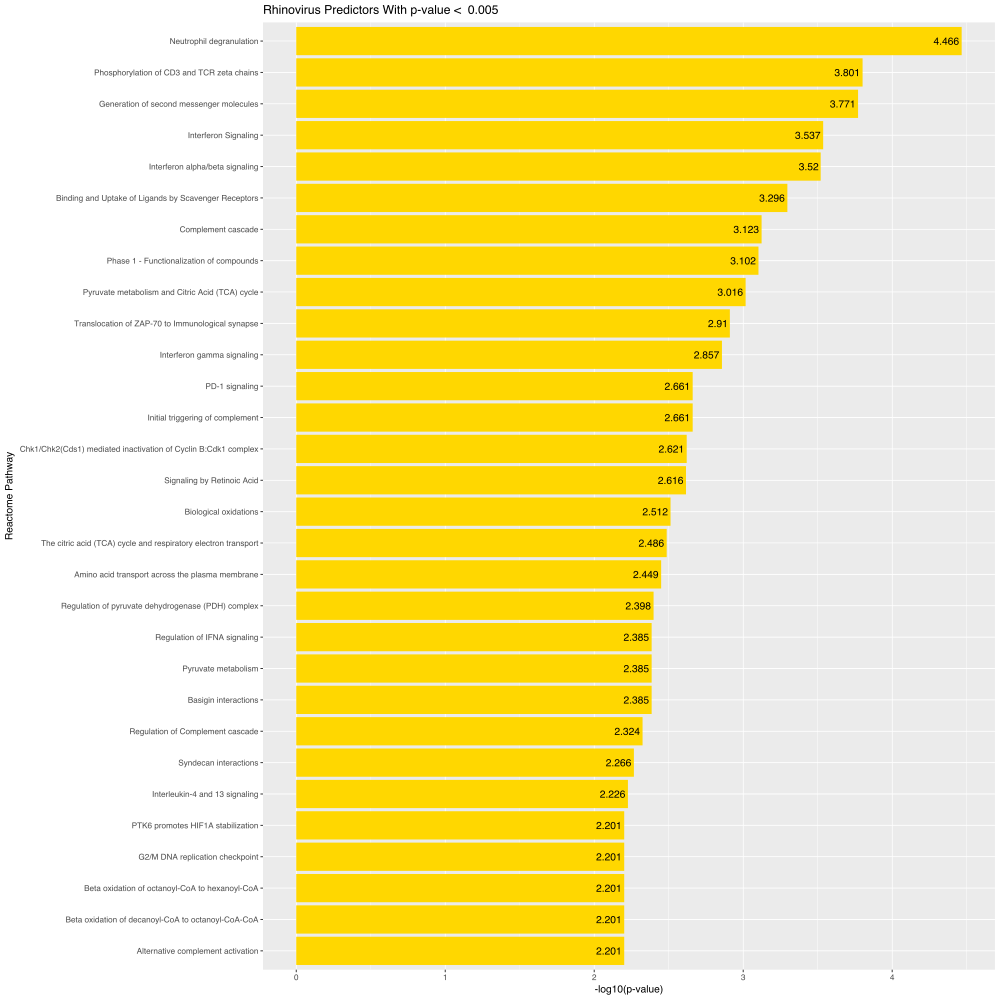 Rhinovirus Predictors With p-value < 0.005
Neutrophil degranulation 4.466
Phosphorylation of CD3 and TCR zeta chains 3.801
Generation of second messenger molecules 3.771
Interferon Signaling 3.537
Interferon alpha/beta signaling 3.52
Binding and Uptake of Ligands by Scavenger Receptors 3.296
Complement cascade 3.123
Phase 1 - Functionalization of compounds 3.102
Pyruvate metabolism and Citric Acid (TCA) cycle 3.016
Translocation of ZAP-70 to Immunological synapse 2.91
Interferon gamma signaling 2.857
PD-1 signaling 2.661
Initial triggering of complement 2.661
Chk1/Chk2(Cds1) mediated inactivation of Cyclin B:Cdk1 complex 2.621
Signaling by Retinoic Acid 2.616
Biological oxidations 2.512
The citric acid (TCA) cycle and respiratory electron transport 2.486
Amino acid transport across the plasma membrane 2.449
Regulation of pyruvate dehydrogenase (PDH) complex 2.398
Regulation of IFNA signaling 2.385
Pyruvate metabolism 2.385
Basigin interactions 2.385
Regulation of Complement cascade 2.324
Syndecan interactions 2.266
Interleukin-4 and 13 signaling 2.226
PTK6 promotes HIF1A stabilization 2.201
G2/M DNA replication checkpoint 2.201
Beta oxidation of octanoyl-CoA to hexanoyl-CoA 2.201
Beta oxidation of decanoyl-CoA to octanoyl-CoA-CoA 2.201
Alternative complement activation 2.201
0 1 2 3 4
-log10(p-value)
Reactome Pathway